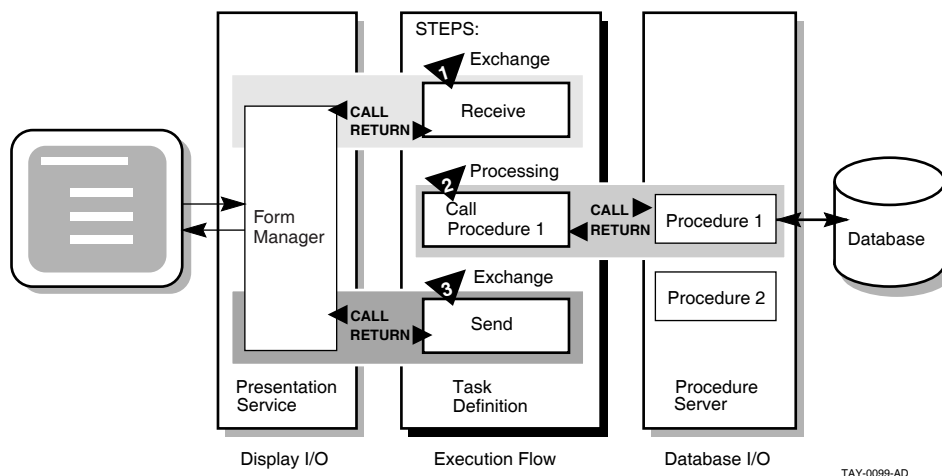 STEPS:
1
Exchange
Receive
CALL
RETURN
2
Processing
Call
Procedure 1
CALL
RETURN
Procedure 1
Database
Form
Manager
Procedure 2
3
Exchange
Send
CALL
RETURN
Presentation
Service
Task
Definition
Procedure
Server
Display I/O
Execution Flow
Database I/O
TAY-0099-AD